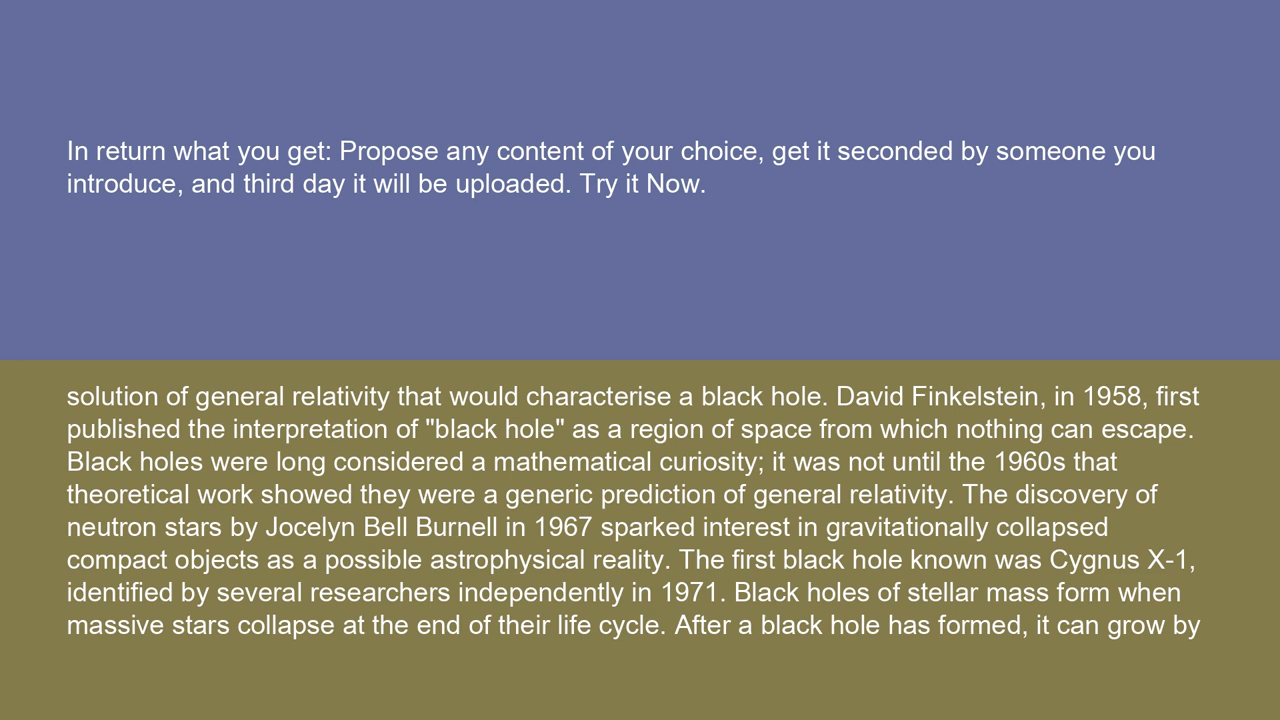 In return what you get: Propose any content of your choice, get it seconded by someone you
introduce, and third day it will be uploaded. Try it Now.
solution of general relativity that would characterise a black hole. David Finkelstein, in 1958, first
published the interpretation of "black hole" as a region of space from which nothing can escape.
Black holes were long considered a mathematical curiosity; it was not until the 1960s that
theoretical work showed they were a generic prediction of general relativity. The discovery of
neutron stars by Jocelyn Bell Burnell in 1967 sparked interest in gravitationally collapsed
compact objects as a possible astrophysical reality. The first black hole known was Cygnus X-1,
identified by several researchers independently in 1971. Black holes of stellar mass form when
massive stars collapse at the end of their life cycle. After a black hole has formed, it can grow by